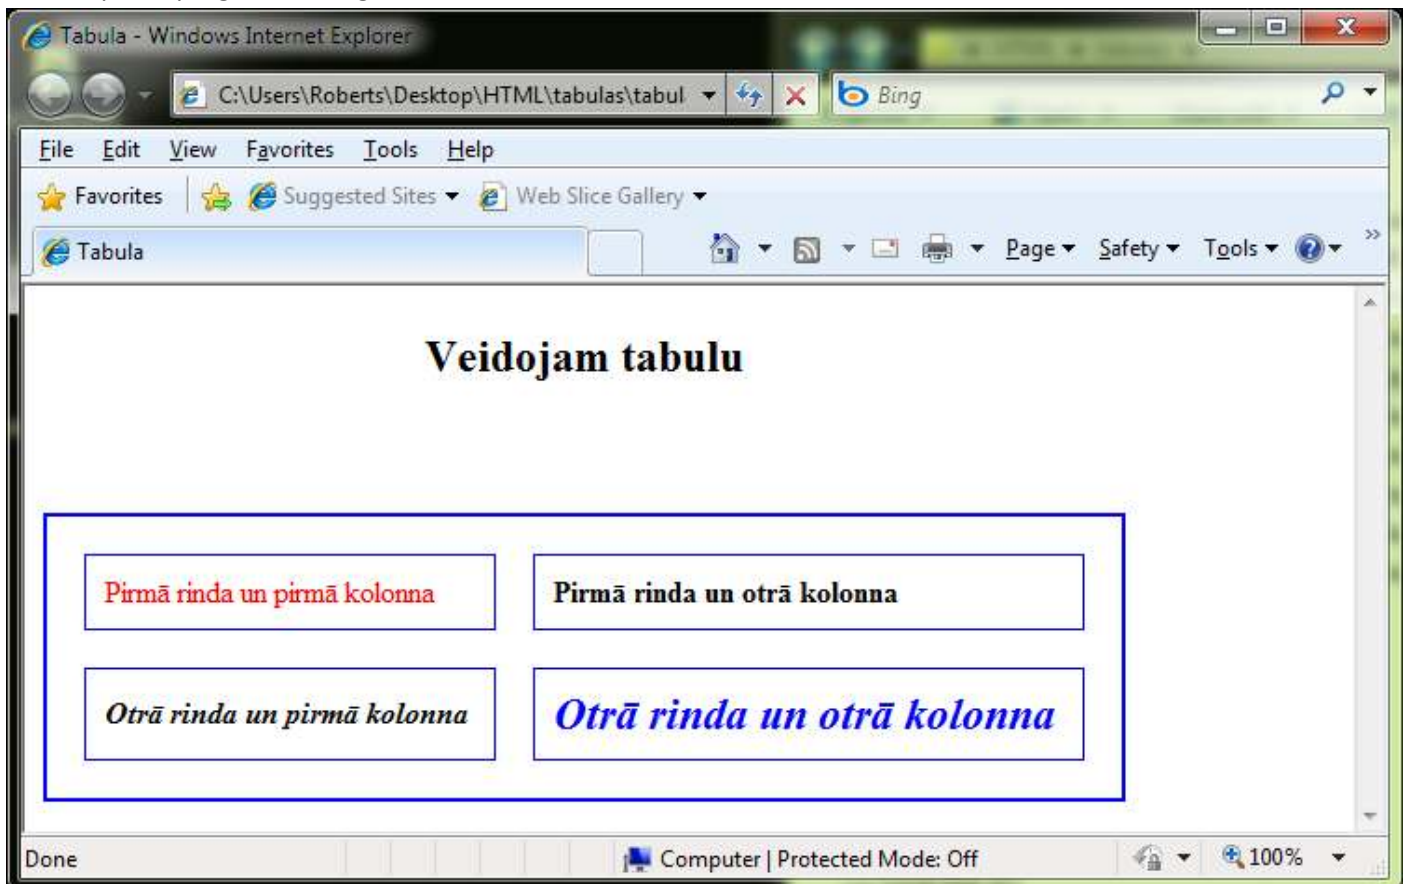 Tabula - Windows Internet Explorer
C:\Users\Roberts\Desktop\HTML\tabulas\tabul
Bing
File Edit View Favorites Tools Help
Favorites Suggested Sites Web Slice Gallery
Tabula Page Safety Tools
Veidojam tabulu
Pirmā rinda un pirmā kolonna Pirmā rinda un otrā kolonna
Otrā rinda un pirmā kolonna Otrā rinda un otrā kolonna
Done Computer | Protected Mode: Off 100%